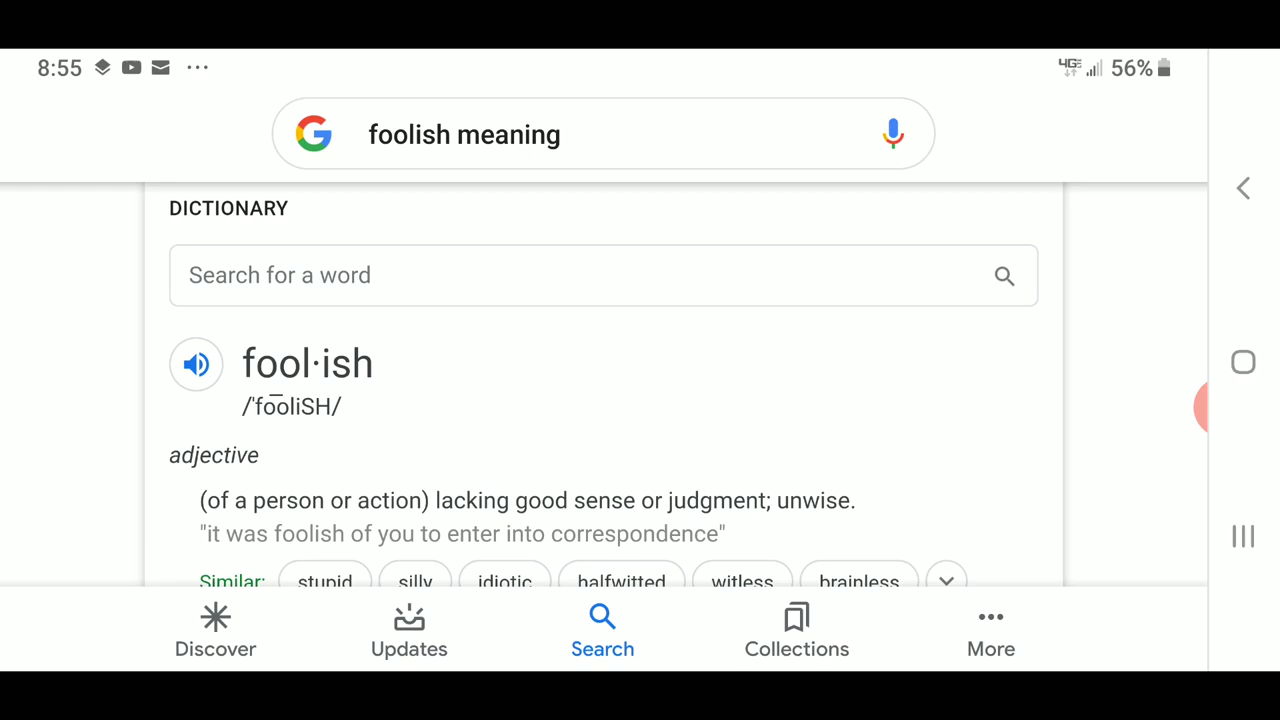 8:55 ... 4GE 56%
foolish meaning
DICTIONARY
Search for a word
fool·ish
/ˈfo͞oliSH/
adjective
(of a person or action) lacking good sense or judgment; unwise.
"it was foolish of you to enter into correspondence"
Similar: stupid silly idiotic halfwitted witless brainless
Discover Updates Search Collections More